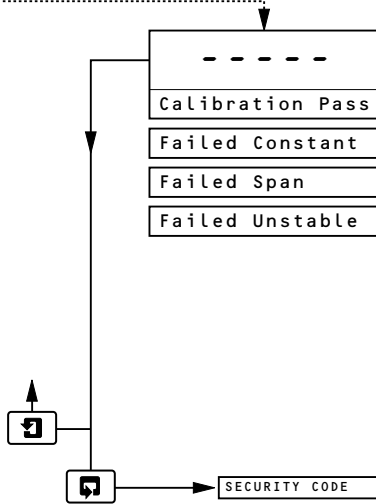 - - - - -
Calibration Pass
Failed Constant
Failed Span
Failed Unstable
SECURITY CODE